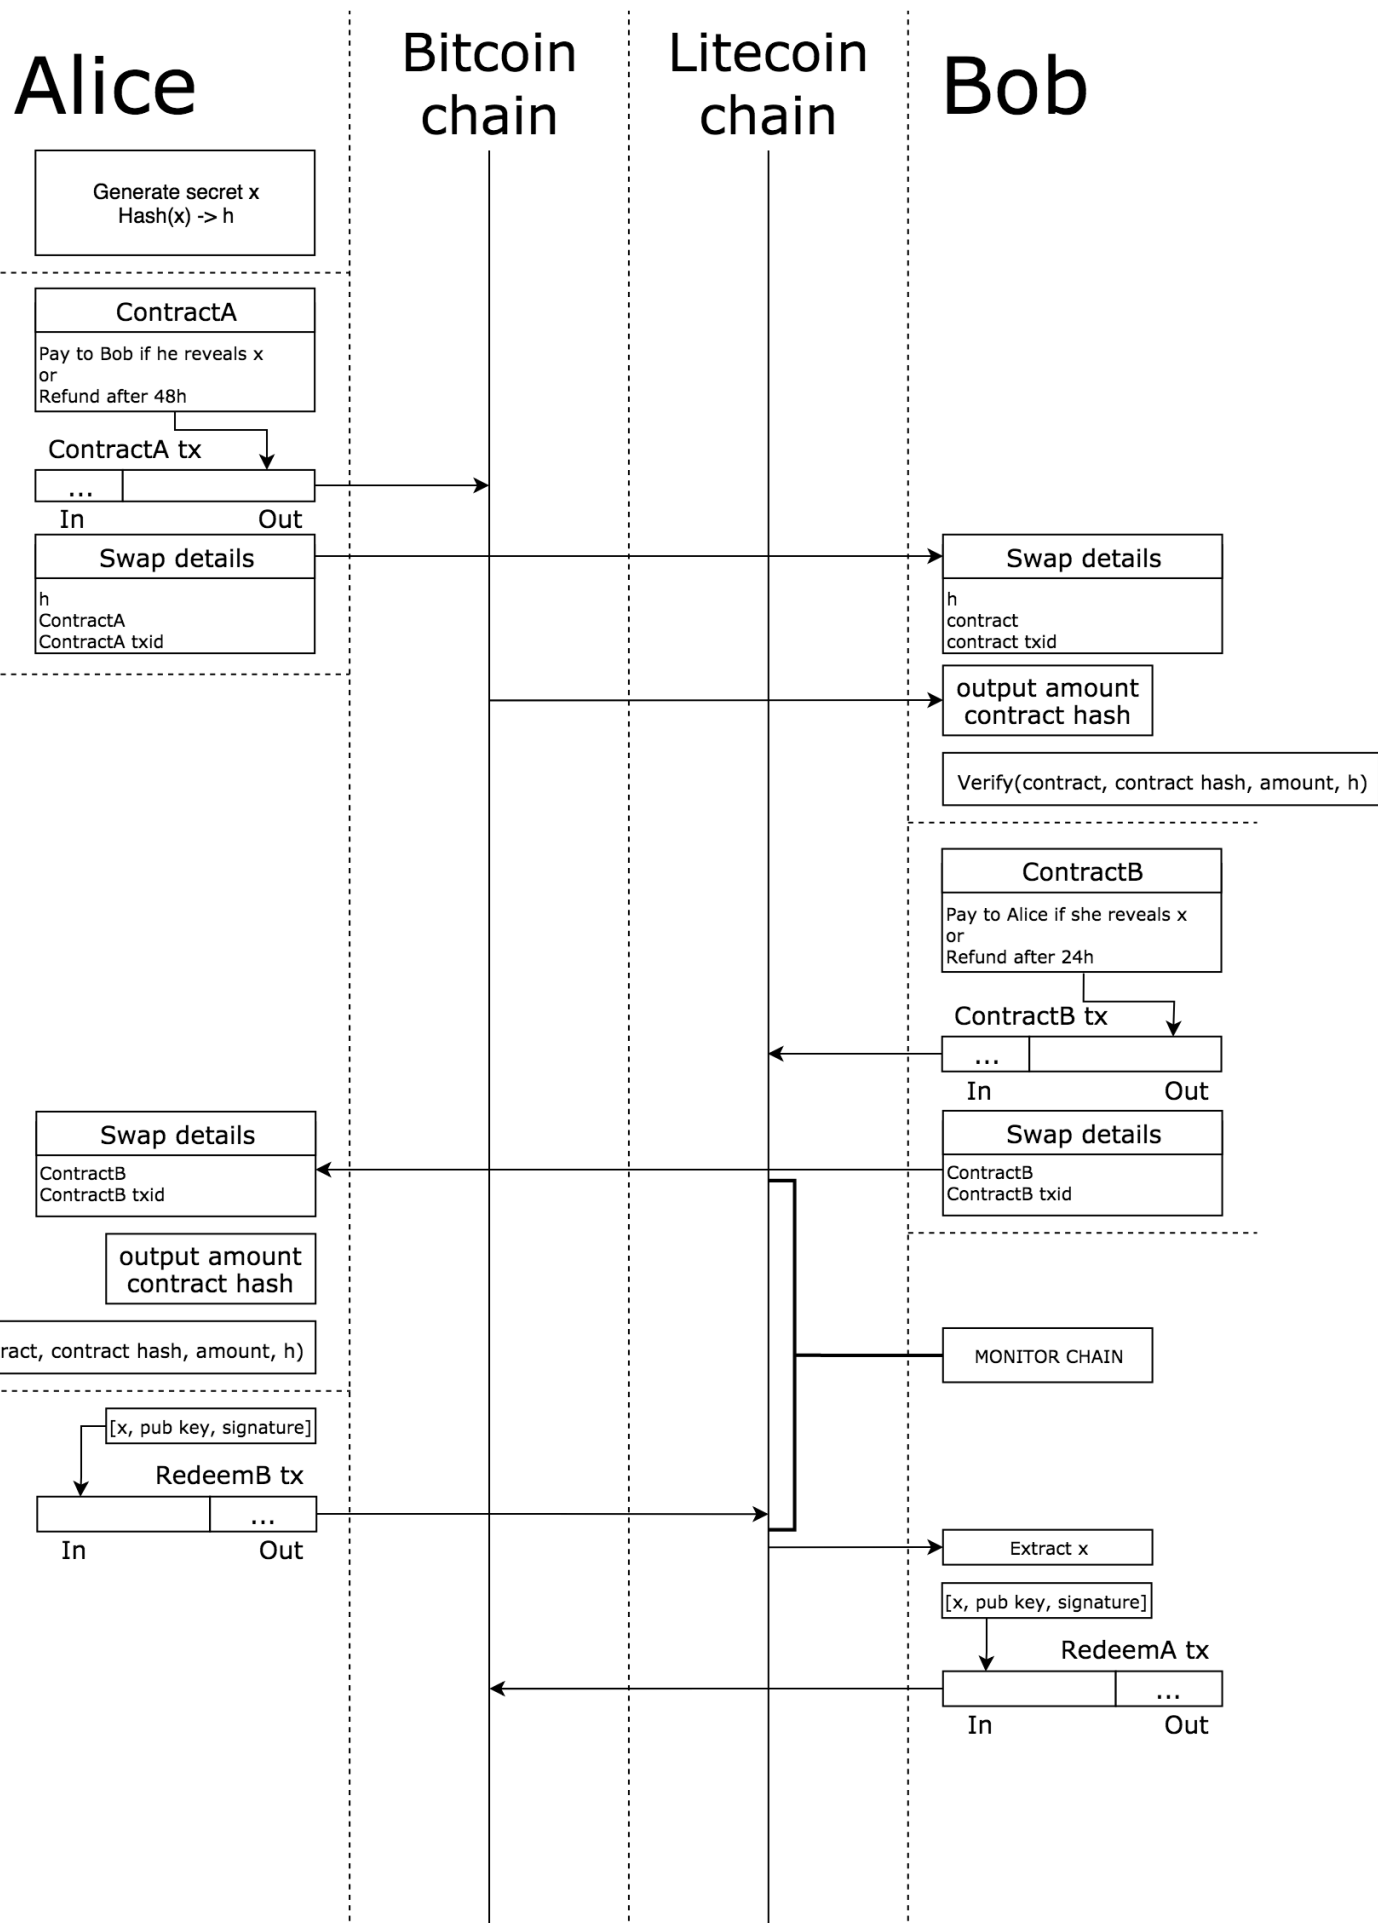 Alice
Bitcoin
chain
Litecoin
chain
Bob
Generate secret x
Hash(x) -> h
ContractA
Pay to Bob if he reveals x
or
Refund after 48h
ContractA tx
...
In
Out
Swap details
h
ContractA
ContractA txid
Swap details
h
contract
contract txid
output amount
contract hash
Verify(contract, contract hash, amount, h)
ContractB
Pay to Alice if she reveals x
or
Refund after 24h
ContractB tx
...
In
Out
Swap details
ContractB
ContractB txid
Swap details
ContractB
ContractB txid
output amount
contract hash
ract, contract hash, amount, h)
MONITOR CHAIN
[x, pub key, signature]
RedeemB tx
...
In
Out
Extract x
[x, pub key, signature]
RedeemA tx
...
In
Out